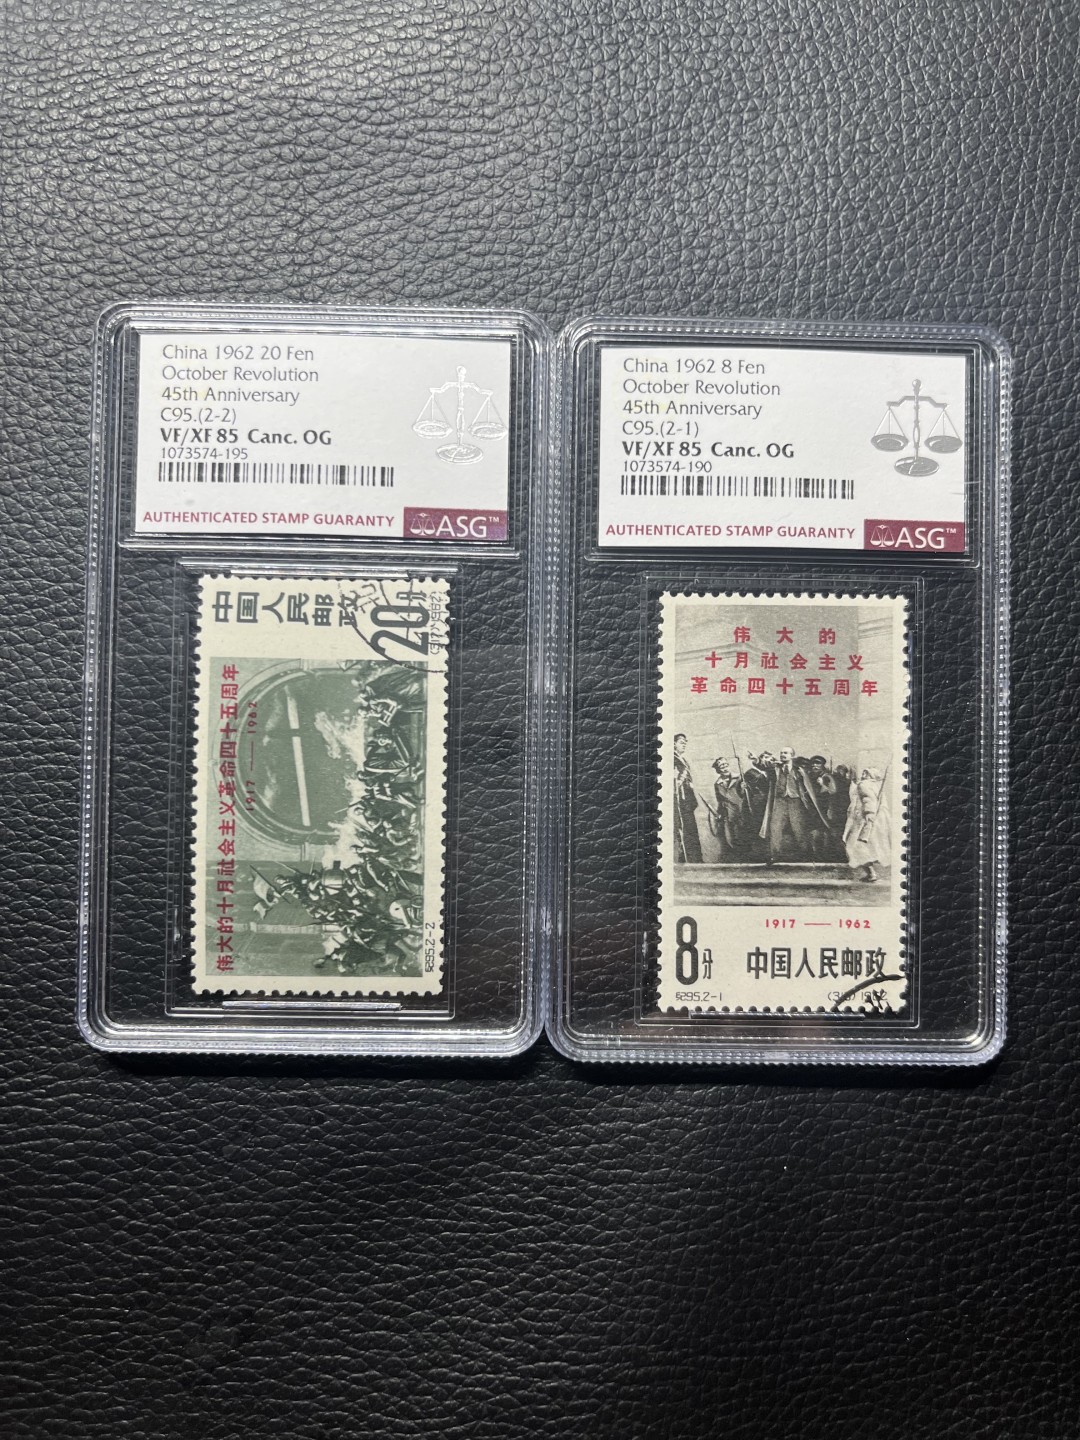 China 1962 20 Fen
October Revolution
45th Anniversary
C95.(2-2)
VF/XF 85 Canc. OG
1073574-195
AUTHENTICATED STAMP GUARANTY
ASG™
中国人民邮政
20分
伟大的十月社会主义革命四十五周年
1917 — 1962
纪95.2-2
China 1962 8 Fen
October Revolution
45th Anniversary
C95.(2-1)
VF/XF 85 Canc. OG
1073574-190
AUTHENTICATED STAMP GUARANTY
ASG™
伟大的
十月社会主义
革命四十五周年
1917 — 1962
8分 中国人民邮政
纪95.2-1 1962